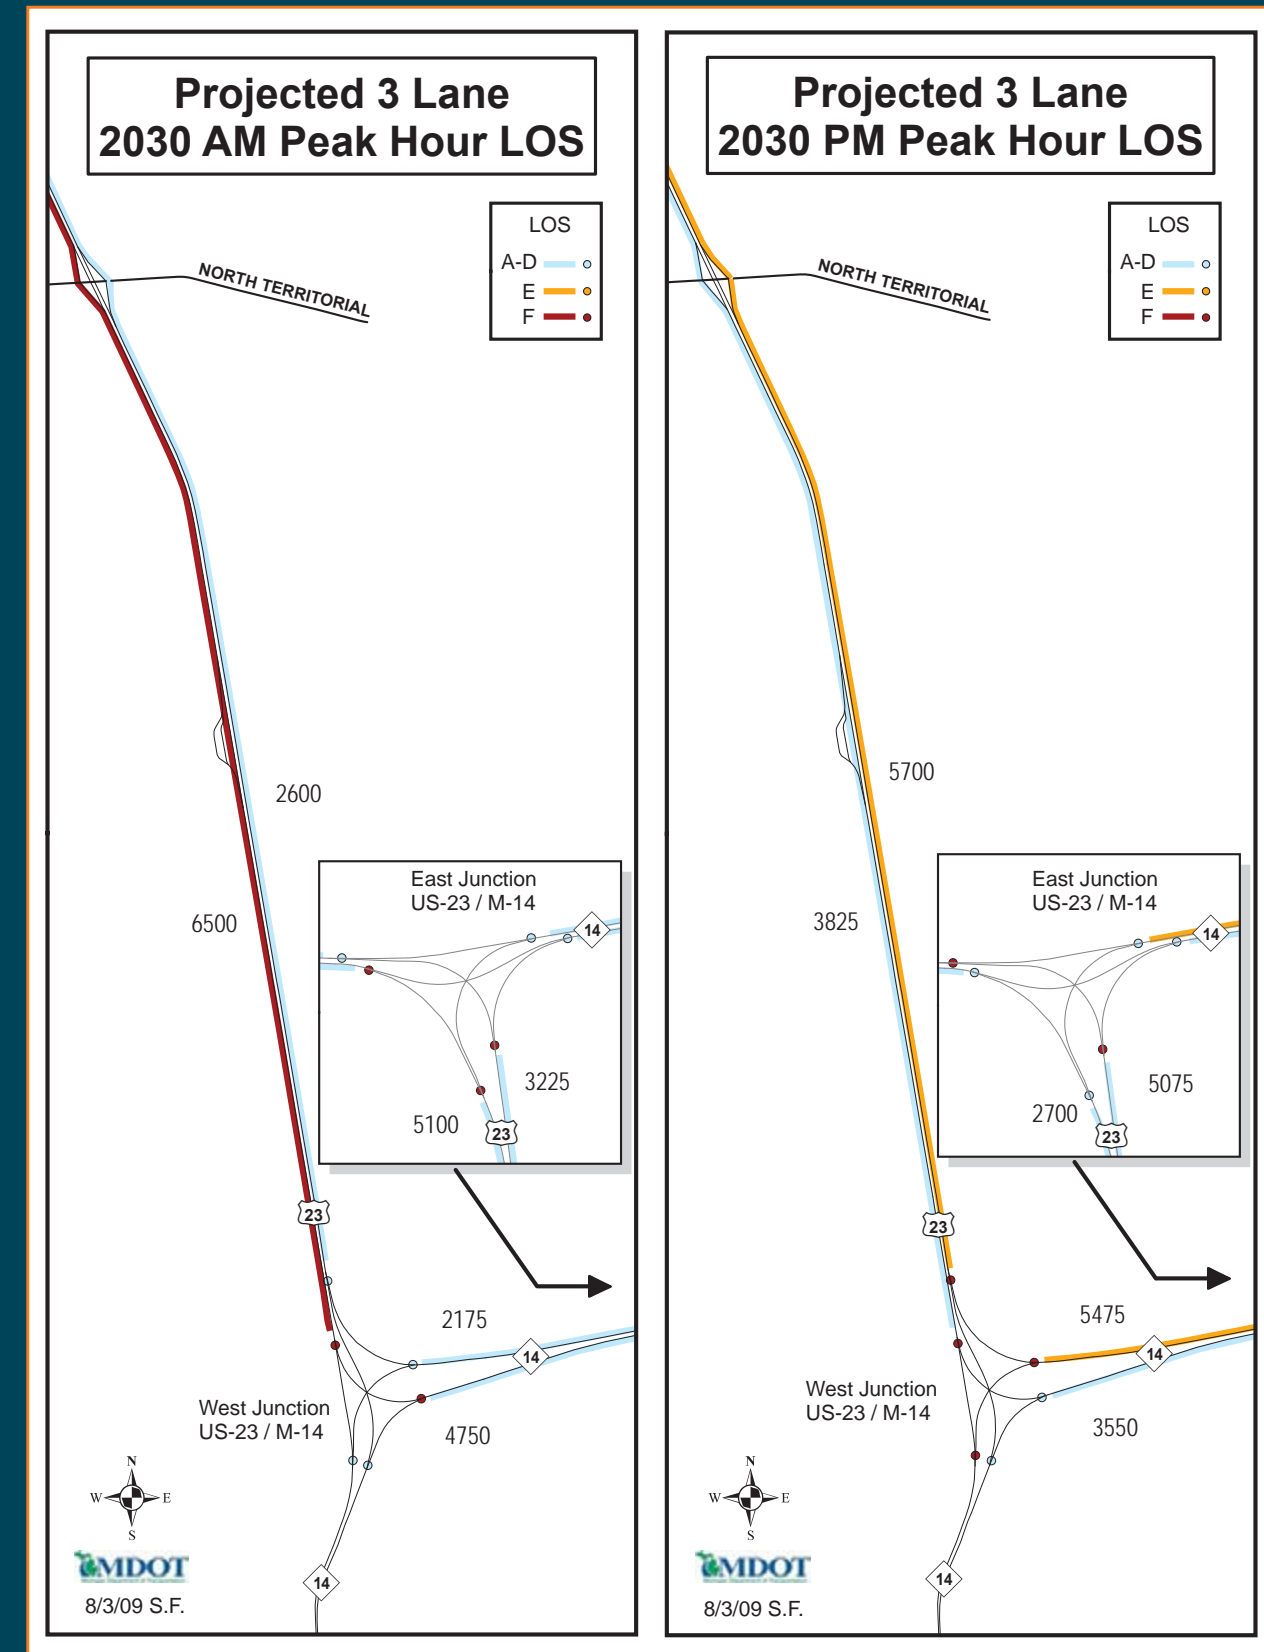 Projected 3 Lane
2030 AM Peak Hour LOS
LOS
A-D
E
F
NORTH TERRITORIAL
2600
6500
East Junction
US-23 / M-14
14
3225
5100
23
23
2175
14
West Junction
US-23 / M-14
4750
N
W E
S
MDOT
14
8/3/09 S.F.
Projected 3 Lane
2030 PM Peak Hour LOS
LOS
A-D
E
F
NORTH TERRITORIAL
5700
3825
East Junction
US-23 / M-14
14
5075
2700
23
23
5475
14
West Junction
US-23 / M-14
3550
N
W E
S
MDOT
14
8/3/09 S.F.